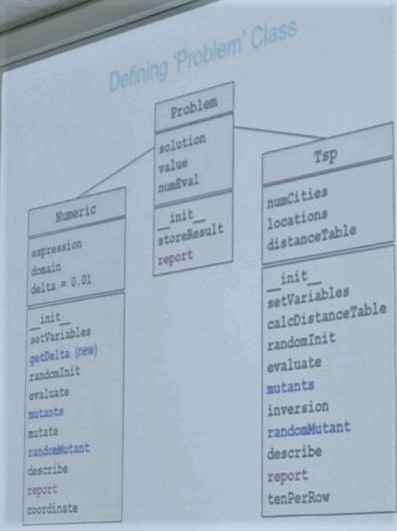 Defining 'Problem' Class
Problem
solution
value
numEval
__init__
storeResult
report
Numeric
expression
domain
delta = 0.01
__init__
setVariables
getDelta (new)
randomInit
evaluate
mutants
mutate
randomMutant
describe
report
coordinate
Tsp
numCities
locations
distanceTable
__init__
setVariables
calcDistanceTable
randomInit
evaluate
mutants
inversion
randomMutant
describe
report
tenPerRow